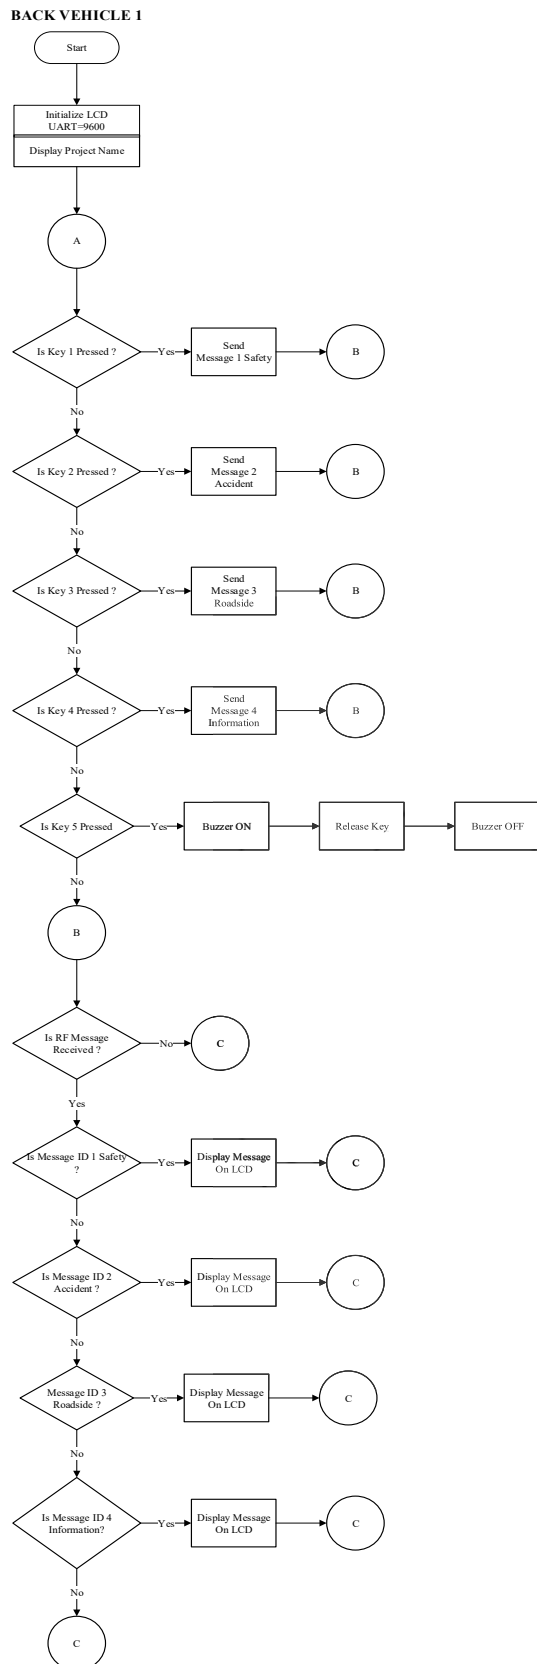 BACK VEHICLE 1
Start
Initialize LCD
UART=9600
Display Project Name
A
Is Key 1 Pressed ?
Yes
Send
Message 1 Safety
B
No
Is Key 2 Pressed ?
Yes
Send
Message 2
Accident
B
No
Is Key 3 Pressed ?
Yes
Send
Message 3
Roadside
B
No
Is Key 4 Pressed ?
Yes
Send
Message 4
Information
B
No
Is Key 5 Pressed
Yes
Buzzer ON
Release Key
Buzzer OFF
No
B
Is RF Message
Received ?
No
C
Yes
Is Message ID 1 Safety
?
Yes
Display Message
On LCD
C
No
Is Message ID 2
Accident ?
Yes
Display Message
On LCD
C
No
Message ID 3
Roadside ?
Yes
Display Message
On LCD
C
No
Is Message ID 4
Information?
Yes
Display Message
On LCD
C
No
C